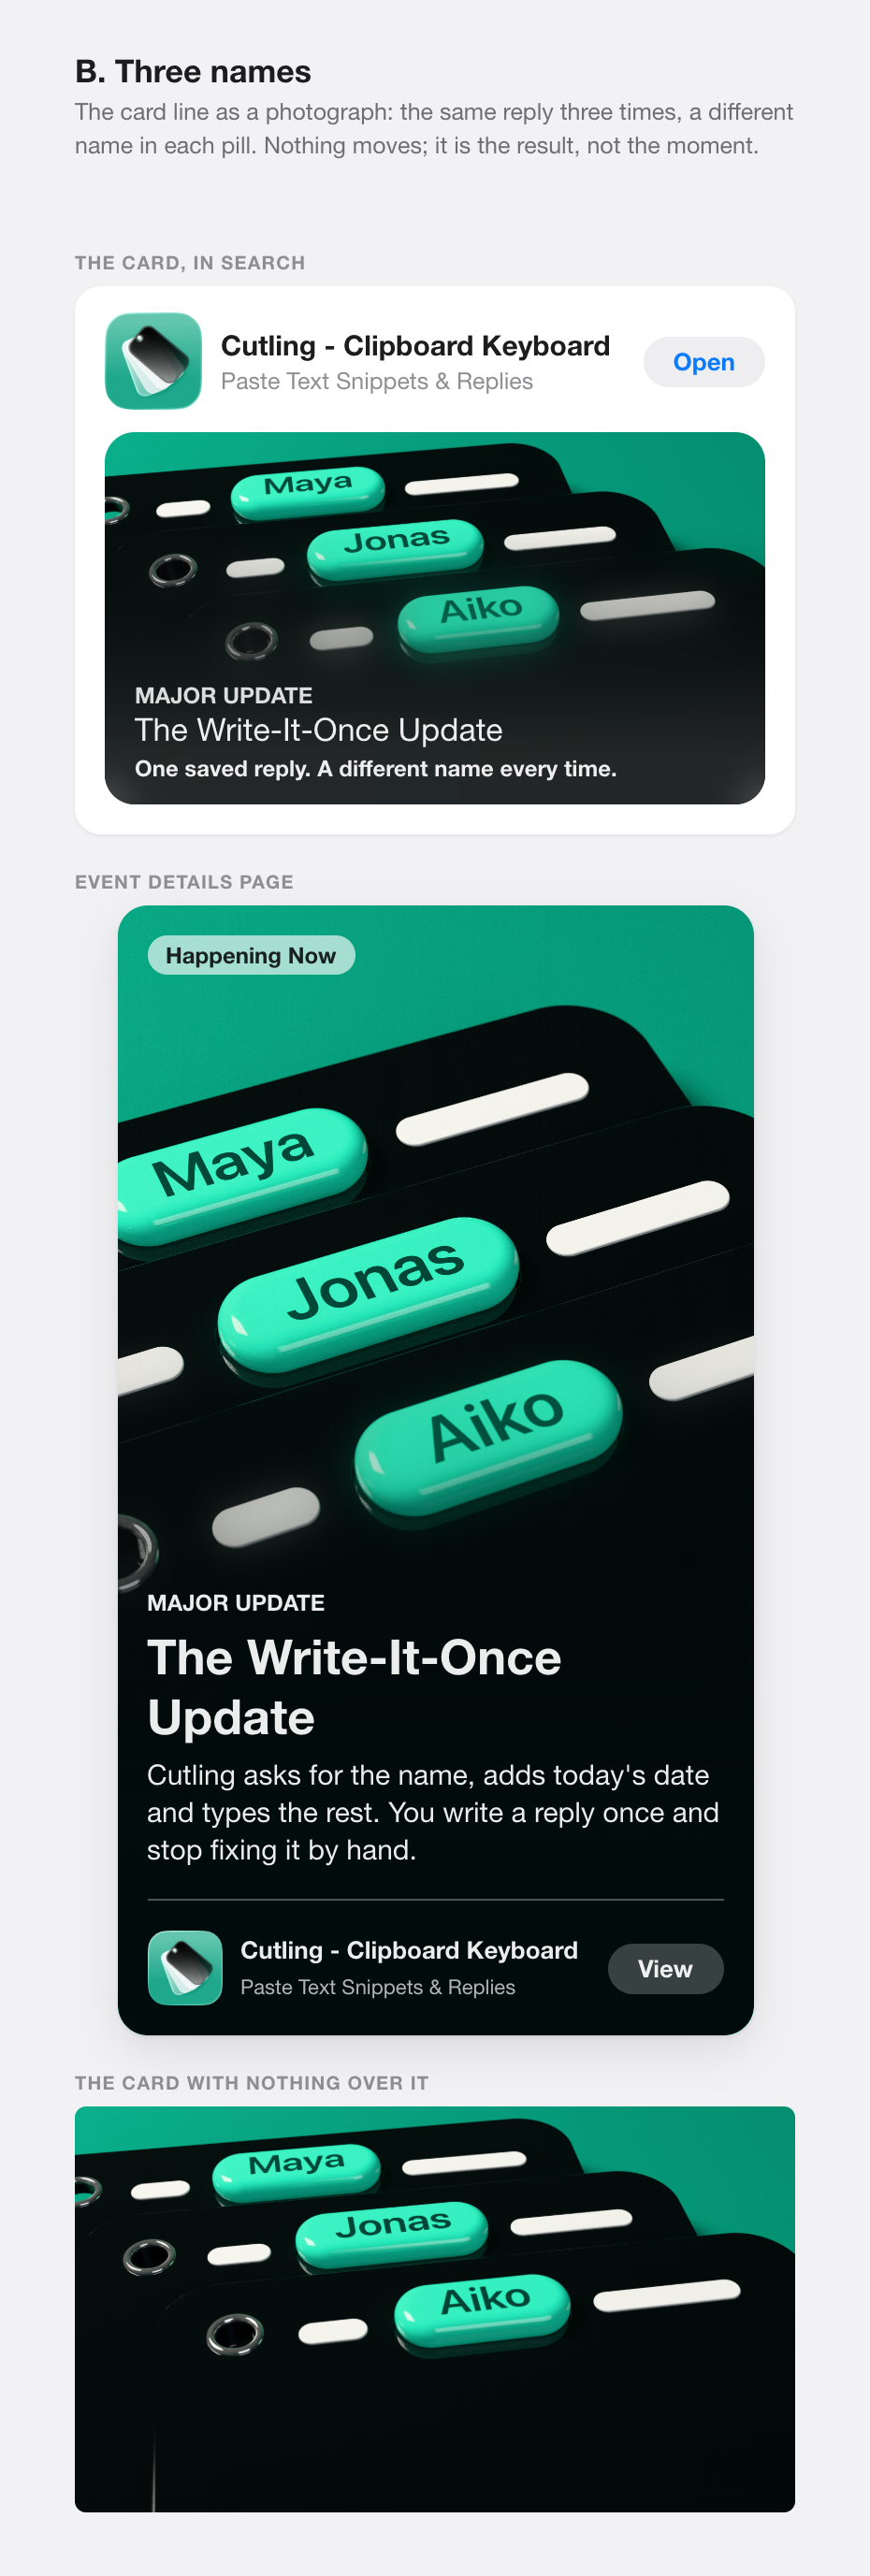 B. Three names
The card line as a photograph: the same reply three times, a different
name in each pill. Nothing moves; it is the result, not the moment.
THE CARD, IN SEARCH
Cutling - Clipboard Keyboard
Paste Text Snippets & Replies
Open
Maya
Jonas
Aiko
MAJOR UPDATE
The Write-It-Once Update
One saved reply. A different name every time.
EVENT DETAILS PAGE
Happening Now
Maya
Jonas
Aiko
MAJOR UPDATE
The Write-It-Once
Update
Cutling asks for the name, adds today's date
and types the rest. You write a reply once and
stop fixing it by hand.
Cutling - Clipboard Keyboard
Paste Text Snippets & Replies
View
THE CARD WITH NOTHING OVER IT
Maya
Jonas
Aiko